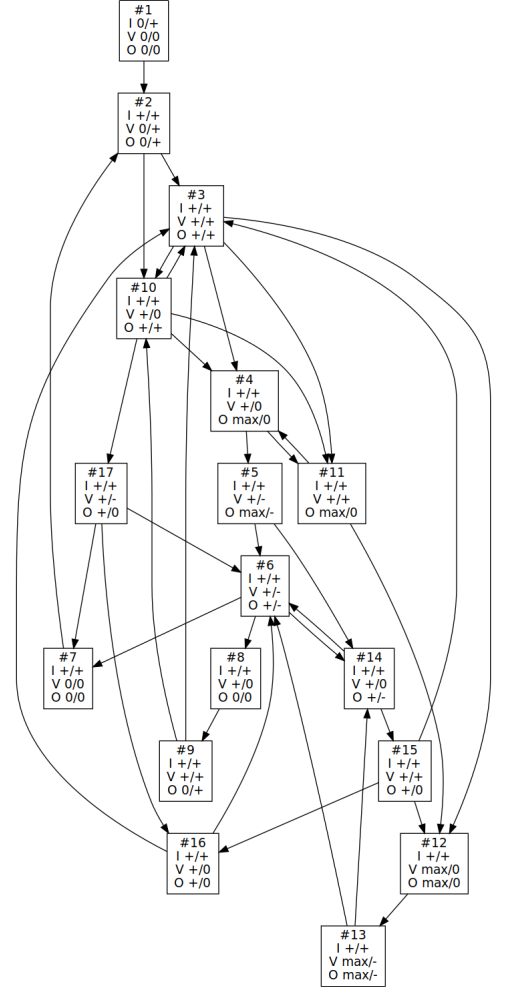 #1
I 0/+
V 0/0
O 0/0
#2
I +/+
V 0/+
O 0/+
#3
I +/+
V +/+
O +/+
#10
I +/+
V +/0
O +/+
#4
I +/+
V +/0
O max/0
#17
I +/+
V +/-
O +/0
#5
I +/+
V +/-
O max/-
#11
I +/+
V +/+
O max/0
#6
I +/+
V +/-
O +/-
#7
I +/+
V 0/0
O 0/0
#8
I +/+
V +/0
O 0/0
#14
I +/+
V +/0
O +/-
#9
I +/+
V +/+
O 0/+
#15
I +/+
V +/+
O +/0
#16
I +/+
V +/0
O +/0
#12
I +/+
V max/0
O max/0
#13
I +/+
V max/-
O max/-